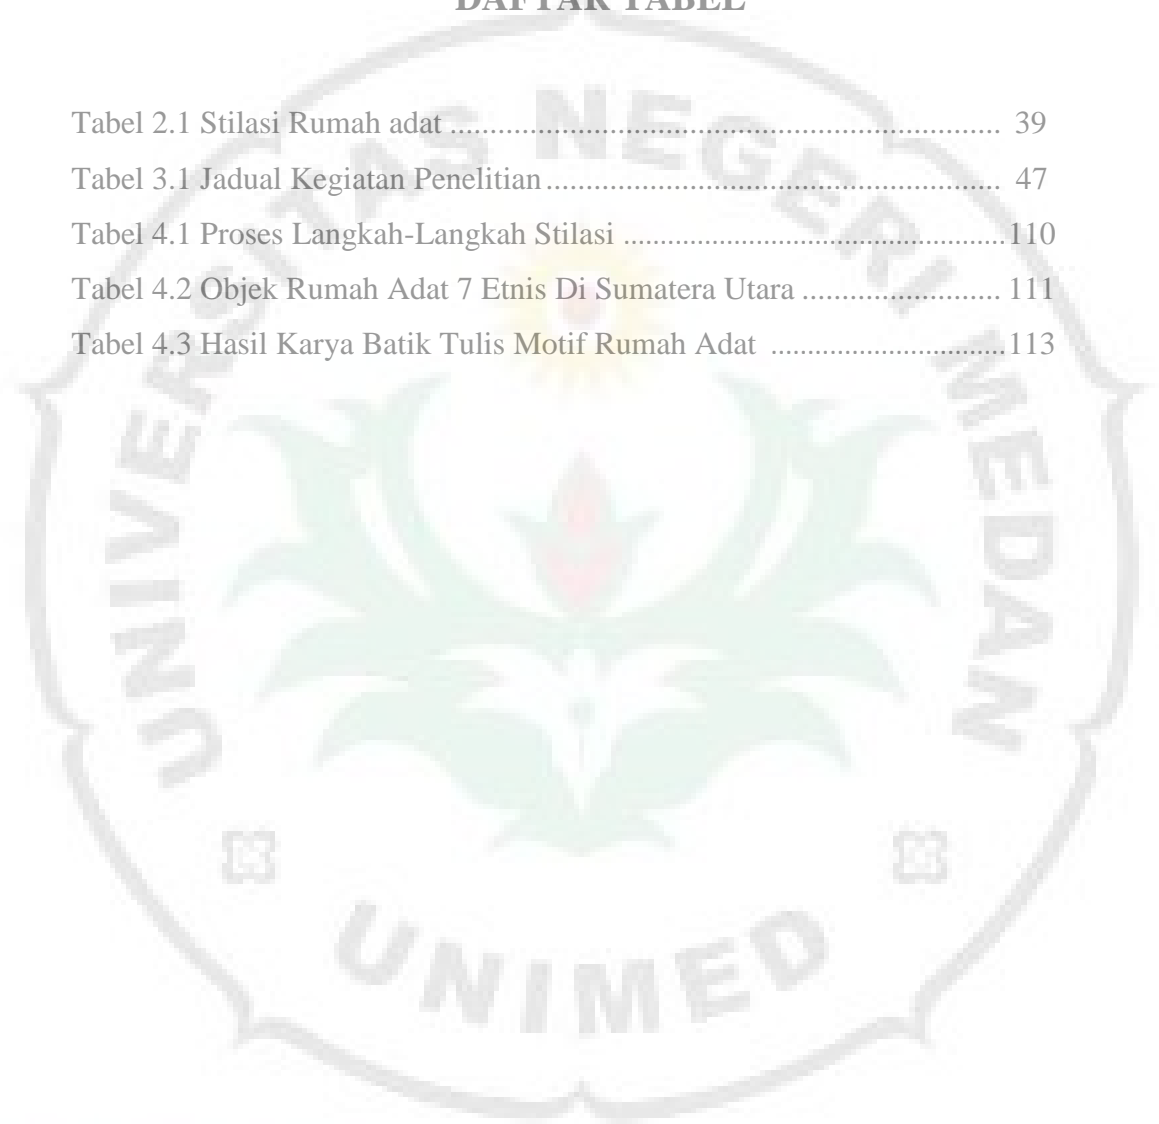 DAFTAR TABEL
Tabel 2.1 Stilasi Rumah adat ..................................................................... 39
Tabel 3.1 Jadual Kegiatan Penelitian ......................................................... 47
Tabel 4.1 Proses Langkah-Langkah Stilasi ................................................110
Tabel 4.2 Objek Rumah Adat 7 Etnis Di Sumatera Utara ......................... 111
Tabel 4.3 Hasil Karya Batik Tulis Motif Rumah Adat ..............................113
UNIVERSITAS NEGERI MEDAN
UNIMED